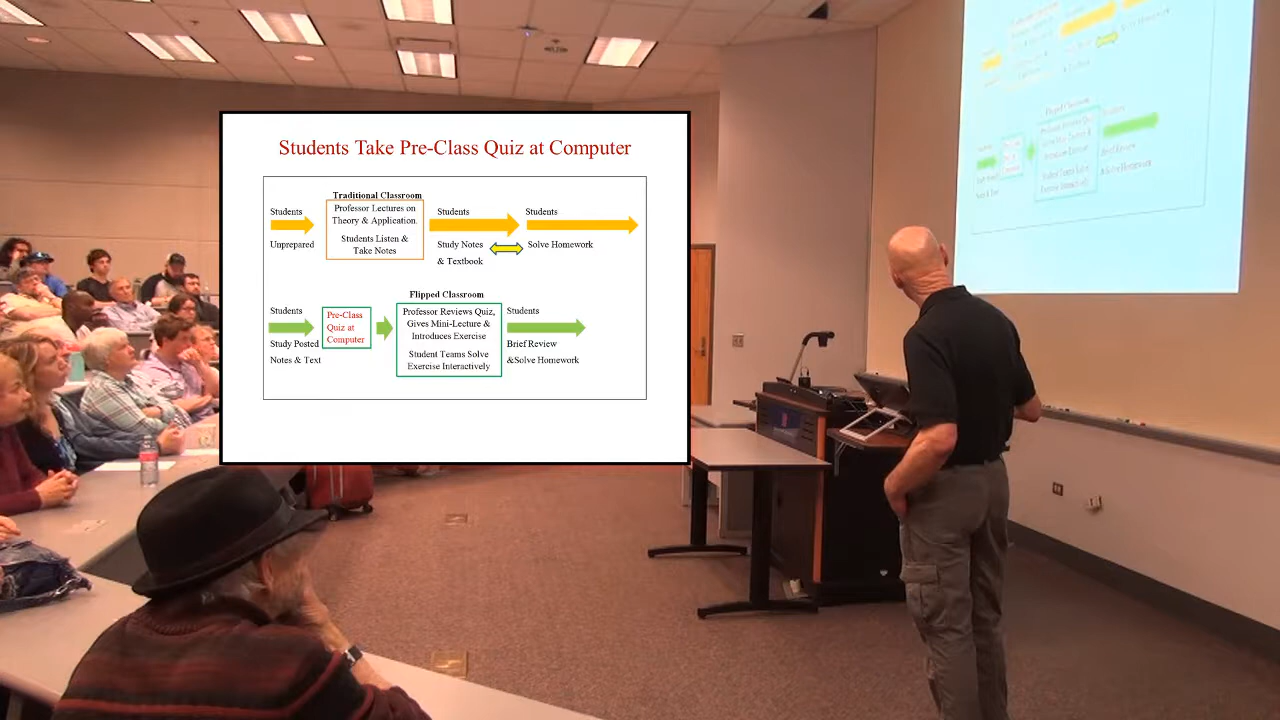 Students Take Pre-Class Quiz at Computer
Traditional Classroom
Students
Professor Lectures on
Theory & Application.
Students Listen &
Take Notes
Unprepared
Students
Study Notes
& Textbook
Students
Solve Homework
Flipped Classroom
Students
Study Posted
Notes & Text
Pre-Class
Quiz at
Computer
Professor Reviews Quiz,
Gives Mini-Lecture &
Introduces Exercise
Student Teams Solve
Exercise Interactively
Students
Brief Review
&Solve Homework
Flipped Classroom